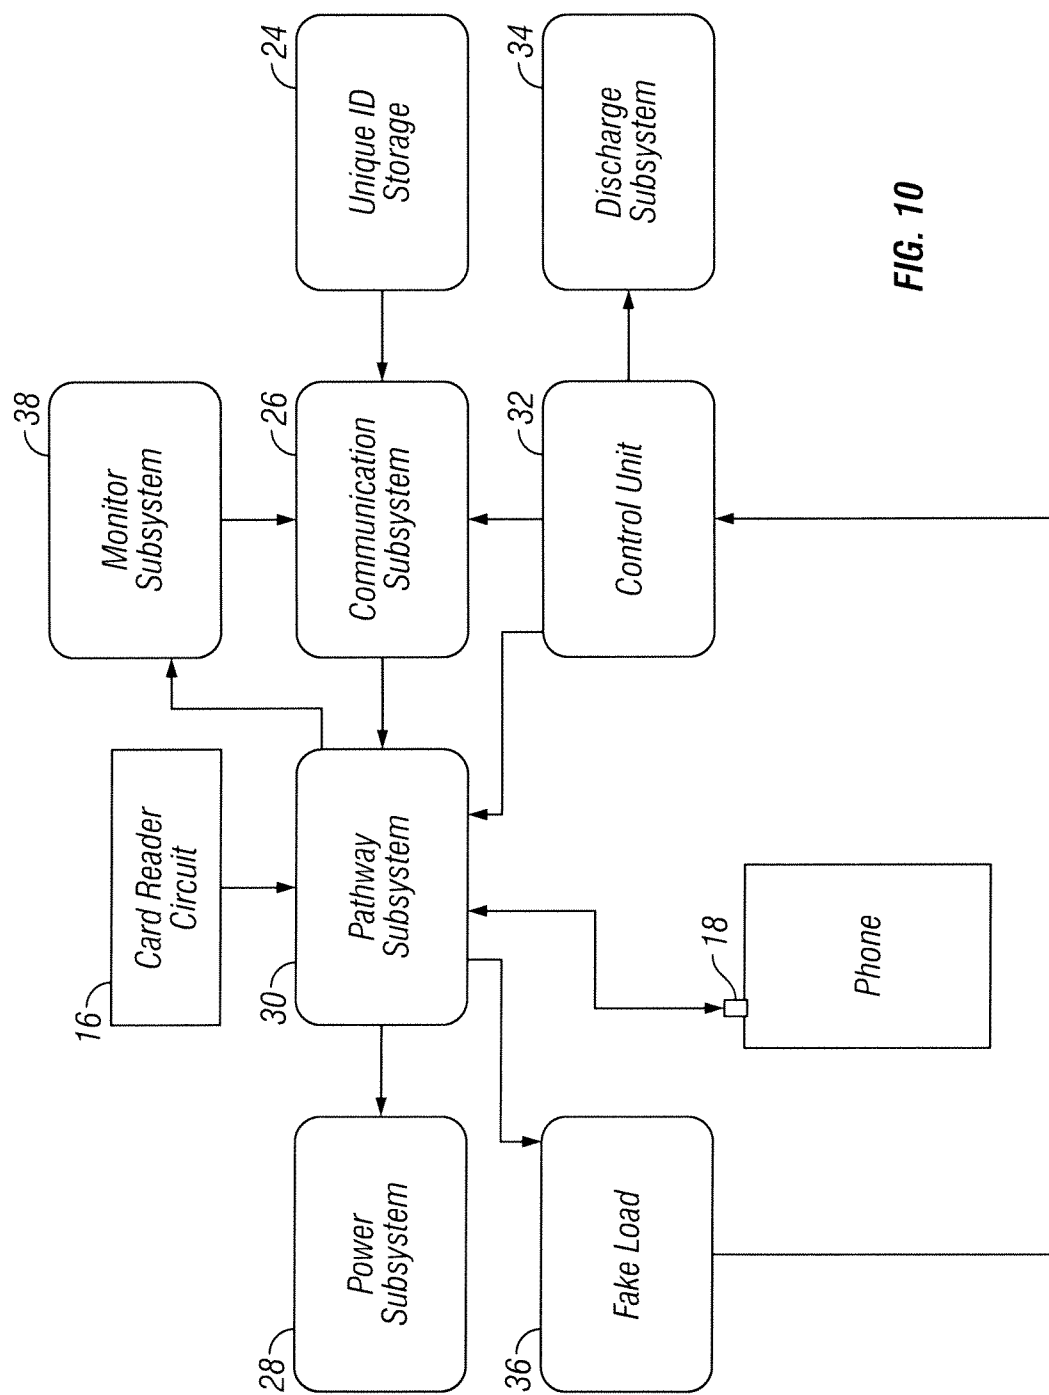 28
Power
Subsystem
16
Card Reader
Circuit
30
Pathway
Subsystem
38
Monitor
Subsystem
26
Communication
Subsystem
24
Unique ID
Storage
36
Fake Load
18
Phone
32
Control Unit
34
Discharge
Subsystem
FIG. 10